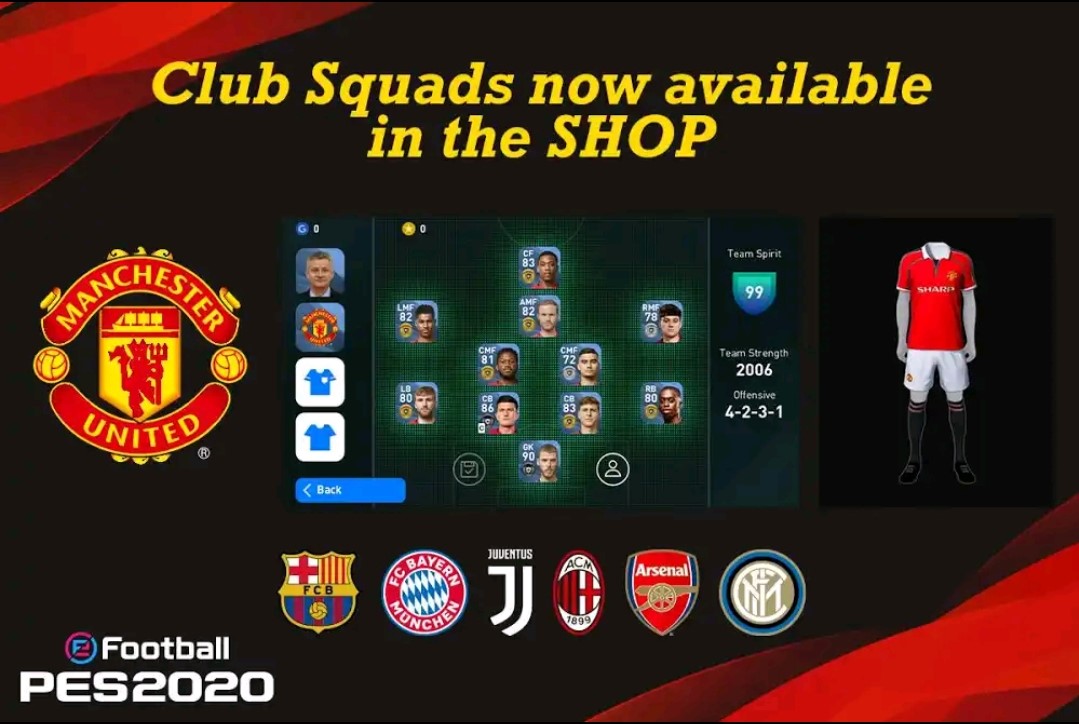 Club Squads now available
in the SHOP
MANCHESTER
UNITED
®
0
0
Team Spirit
99
Team Strength
2006
Offensive
4-2-3-1
CF
83
AMF
82
LMF
82
RMF
78
CMF
81
CMF
72
LB
80
CB
86
CB
83
RB
80
GK
90
Back
SHARP
FCB
FC BAYERN
MÜNCHEN
JUVENTUS
ACM
1899
Arsenal
eFootball
PES2020